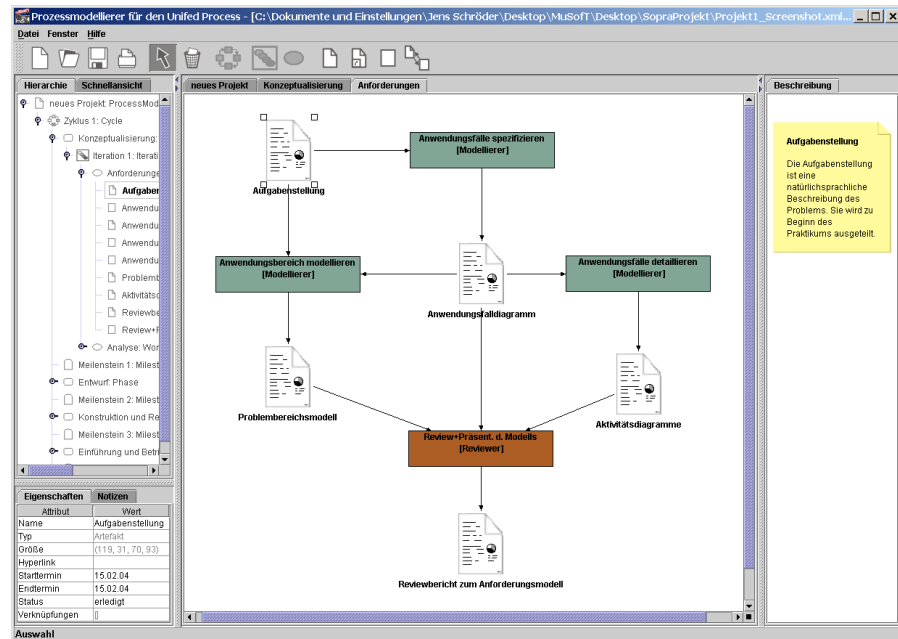 Prozessmodellierer für den Unifed Process - [C:\Dokumente und Einstellungen\Jens Schröder\Desktop\MuSofT\Desktop\SopraProjekt\Projekt1_Screenshot.xml...
Datei Fenster Hilfe
Hierarchie Schnellansicht
neues Projekt: ProcessMod
Zyklus 1: Cycle
Konzeptualisierung:
Iteration 1: Iterati
Anforderunge
Aufgaber
Anwendu
Anwendu
Anwendu
Anwendu
Problemb
Aktivitätsd
Reviewbe
Review+F
Analyse: Wor
Meilenstein 1: Milest
Entwurf: Phase
Meilenstein 2: Milest
Konstruktion und Re
Meilenstein 3: Milest
Einführung und Betri
Eigenschaften Notizen
Attribut Wert
Name Aufgabenstellung
Typ Artefakt
Größe (119, 31, 70, 93)
Hyperlink
Starttermin 15.02.04
Endtermin 15.02.04
Status erledigt
Verknüpfungen []
neues Projekt Konzeptualisierung Anforderungen
Aufgabenstellung
Anwendungsfälle spezifizieren
[Modellierer]
Anwendungsbereich modellieren
[Modellierer]
Anwendungsfalldiagramm
Anwendungsfälle detaillieren
[Modellierer]
Problembereichsmodell
Aktivitätsdiagramme
Review+Präsent. d. Modells
[Reviewer]
Reviewbericht zum Anforderungsmodell
Beschreibung
Aufgabenstellung
Die Aufgabenstellung
ist eine
natürlichsprachliche
Beschreibung des
Problems. Sie wird zu
Beginn des
Praktikums ausgeteilt.
Auswahl